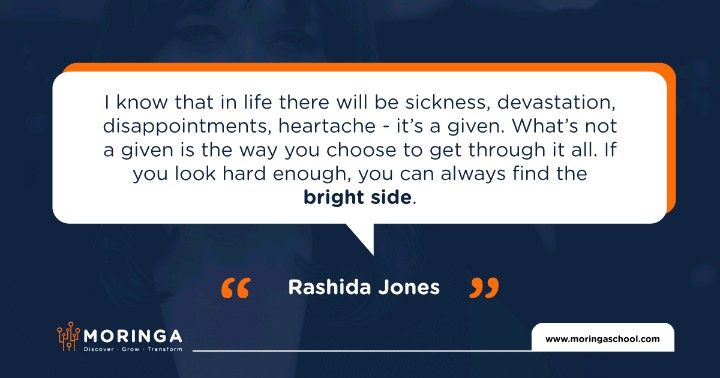 I know that in life there will be sickness, devastation,
disappointments, heartache - it's a given. What's not
a given is the way you choose to get through it all. If
you look hard enough, you can always find the
bright side.
“ Rashida Jones ”
MORINGA
Discover · Grow · Transform
www.moringaschool.com